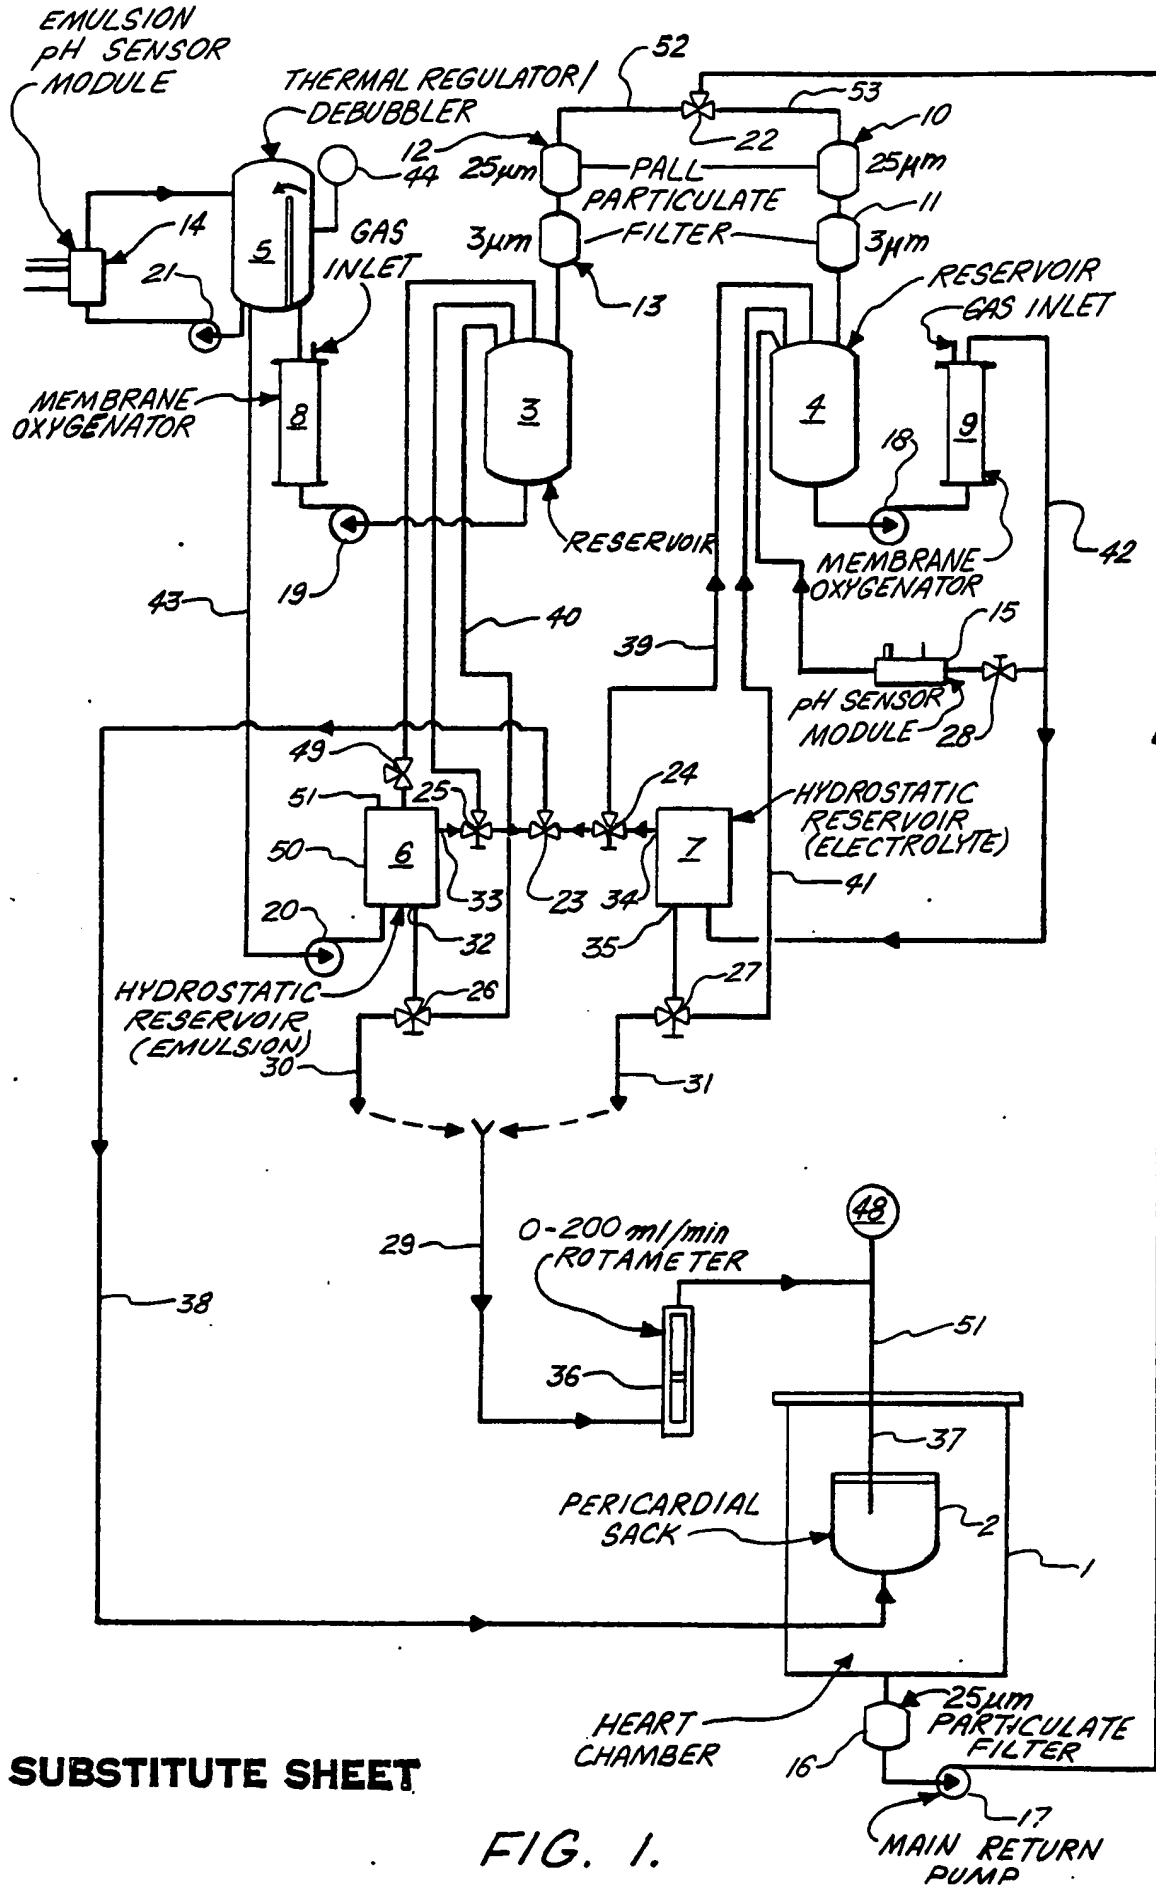 EMULSION
pH SENSOR
MODULE
THERMAL REGULATOR/
DEBUBBLER
52
53
12
25µm
22
10
25µm
44
PALL
PARTICULATE
FILTER
11
14
5
GAS
INLET
3µm
3µm
21
13
RESERVOIR
GAS INLET
MEMBRANE
OXYGENATOR
8
3
4
9
18
RESERVOIR
19
MEMBRANE
OXYGENATOR
42
43
40
39
15
pH SENSOR
MODULE
28
49
51
25
24
HYDROSTATIC
RESERVOIR
(ELECTROLYTE)
50
6
7
33
23
34
41
20
32
35
HYDROSTATIC
RESERVOIR
(EMULSION)
26
27
30
31
48
29
0-200 ml/min
ROTAMETER
38
51
36
37
PERICARDIAL
SACK
2
1
HEART
CHAMBER
25µm
PARTICULATE
FILTER
16
17
MAIN RETURN
PUMP
SUBSTITUTE SHEET
FIG. 1.